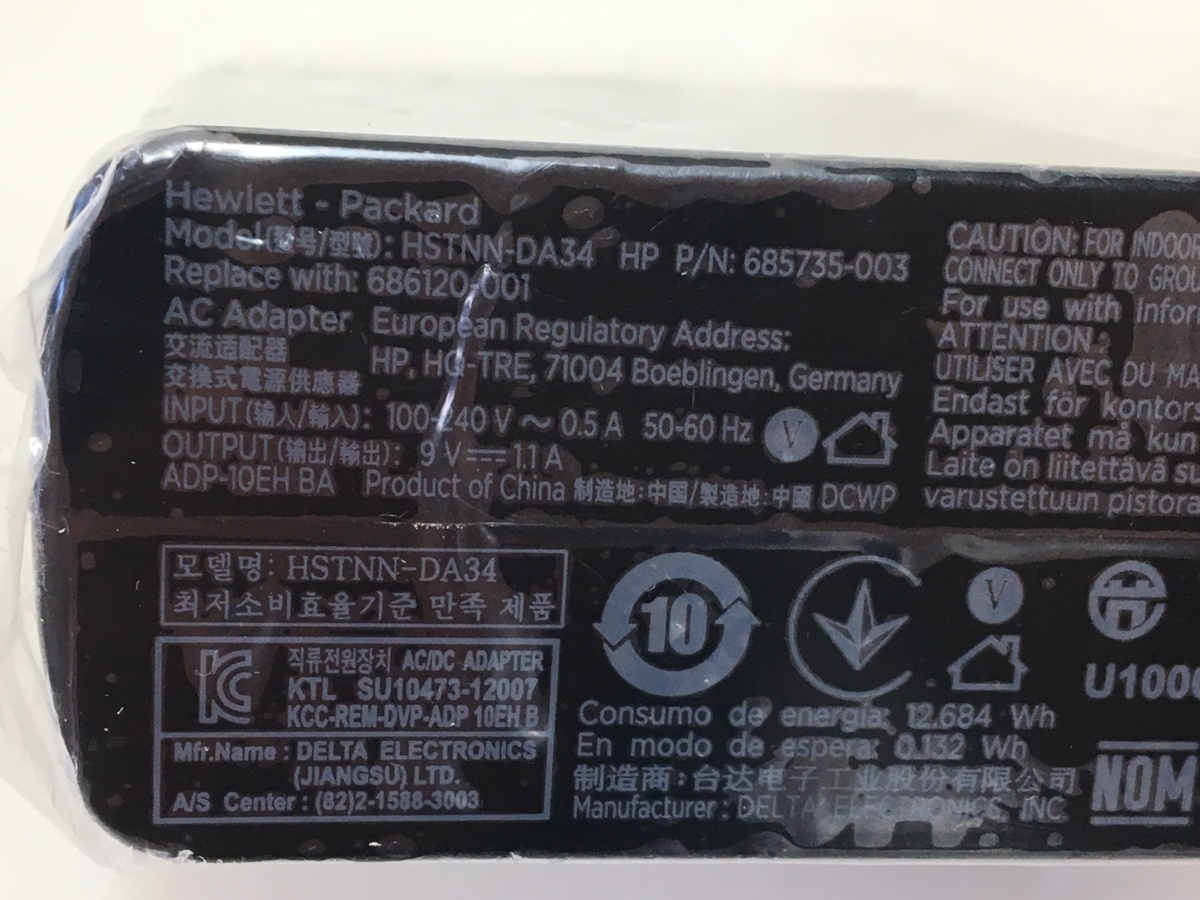 Hewlett - Packard
Model(型号/型號): HSTNN-DA34 HP P/N: 685735-003
Replace with: 686120-001
AC Adapter European Regulatory Address:
交流适配器
HP, HQ-TRE, 71004 Boeblingen, Germany
交換式電源供應器
INPUT(输入/輸入): 100-240 V ~ 0.5 A 50-60 Hz V
OUTPUT(输出/輸出): 9 V 1.1 A
ADP-10EH BA Product of China 制造地:中国/製造地:中國 DCWP
CAUTION: FOR INDOOR
CONNECT ONLY TO GROU
For use with Infor
ATTENTION:
UTILISER AVEC DU MA
Endast för kontor
Apparatet må kun
Laite on liitettävä su
varustettuun pistora
모델명: HSTNN-DA34
최저소비효율기준 만족 제품
직류전원장치 AC/DC ADAPTER
KTL SU10473-12007
KCC-REM-DVP-ADP 10EH B
Mfr.Name : DELTA ELECTRONICS
(JIANGSU) LTD.
A/S Center : (82)2-1588-3003
10
V
U1000
Consumo de energía: 12.684 Wh
En modo de espera: 0.132 Wh
制造商:台达电子工业股份有限公司
Manufacturer : DELTA ELECTRONICS, INC.
NOM